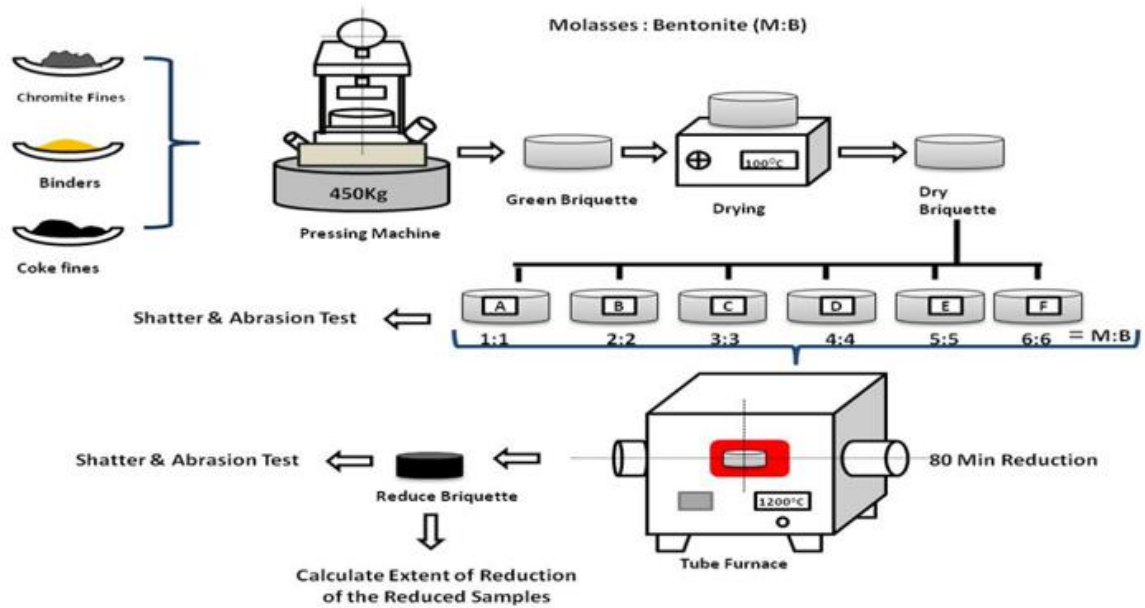 Molasses : Bentonite (M:B)
Chromite Fines
Binders
Coke fines
450Kg
Pressing Machine
Green Briquette
100°C
Drying
Dry
Briquette
Shatter & Abrasion Test
A
B
C
D
E
F
1:1
2:2
3:3
4:4
5:5
6:6
= M:B
80 Min Reduction
1200°C
Tube Furnace
Shatter & Abrasion Test
Reduce Briquette
Calculate Extent of Reduction
of the Reduced Samples